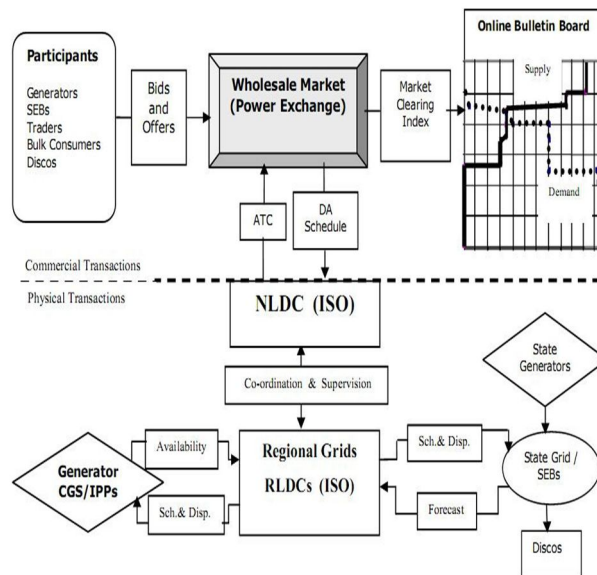 Participants
Generators
SEBs
Traders
Bulk Consumers
Discos
Bids
and
Offers
Wholesale Market
(Power Exchange)
Market
Clearing
Index
Online Bulletin Board
Supply
Demand
ATC
DA
Schedule
Commercial Transactions
Physical Transactions
NLDC (ISO)
Co-ordination & Supervision
State
Generators
Availability
Generator
CGS/IPPs
Sch.& Disp.
Regional Grids
RLDCs (ISO)
Sch.& Disp.
Forecast
State Grid /
SEBs
Discos